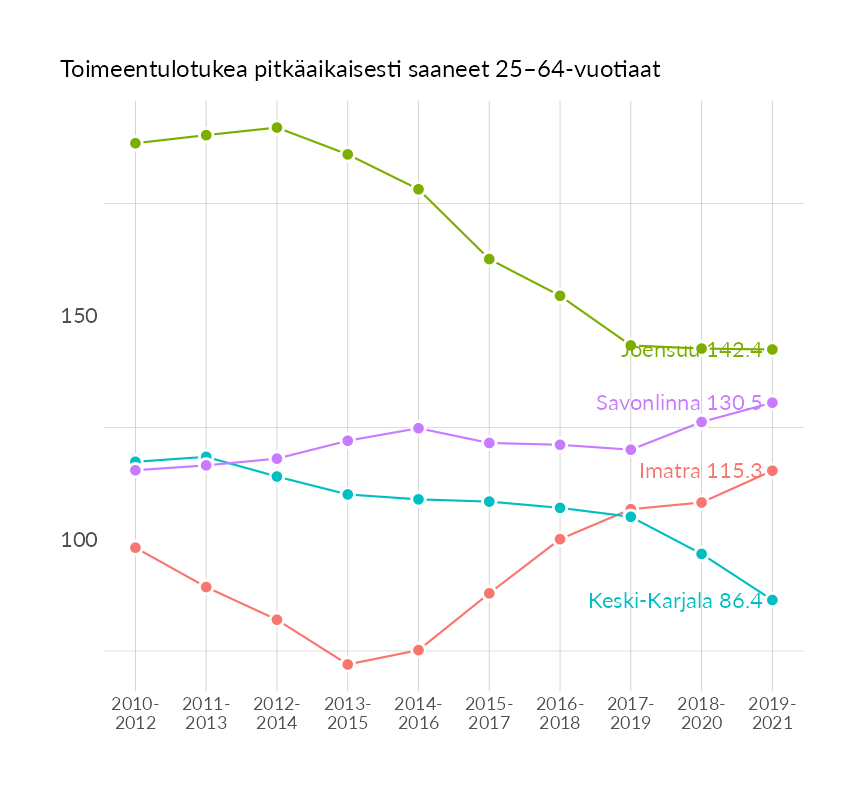 Toimeentulotukea pitkäaikaisesti saaneet 25–64-vuotiaat
150
Joensuu 142.4
Savonlinna 130.5
Imatra 115.3
100
Keski-Karjala 86.4
2010- 2011- 2012- 2013- 2014- 2015- 2016- 2017- 2018- 2019-
2012 2013 2014 2015 2016 2017 2018 2019 2020 2021